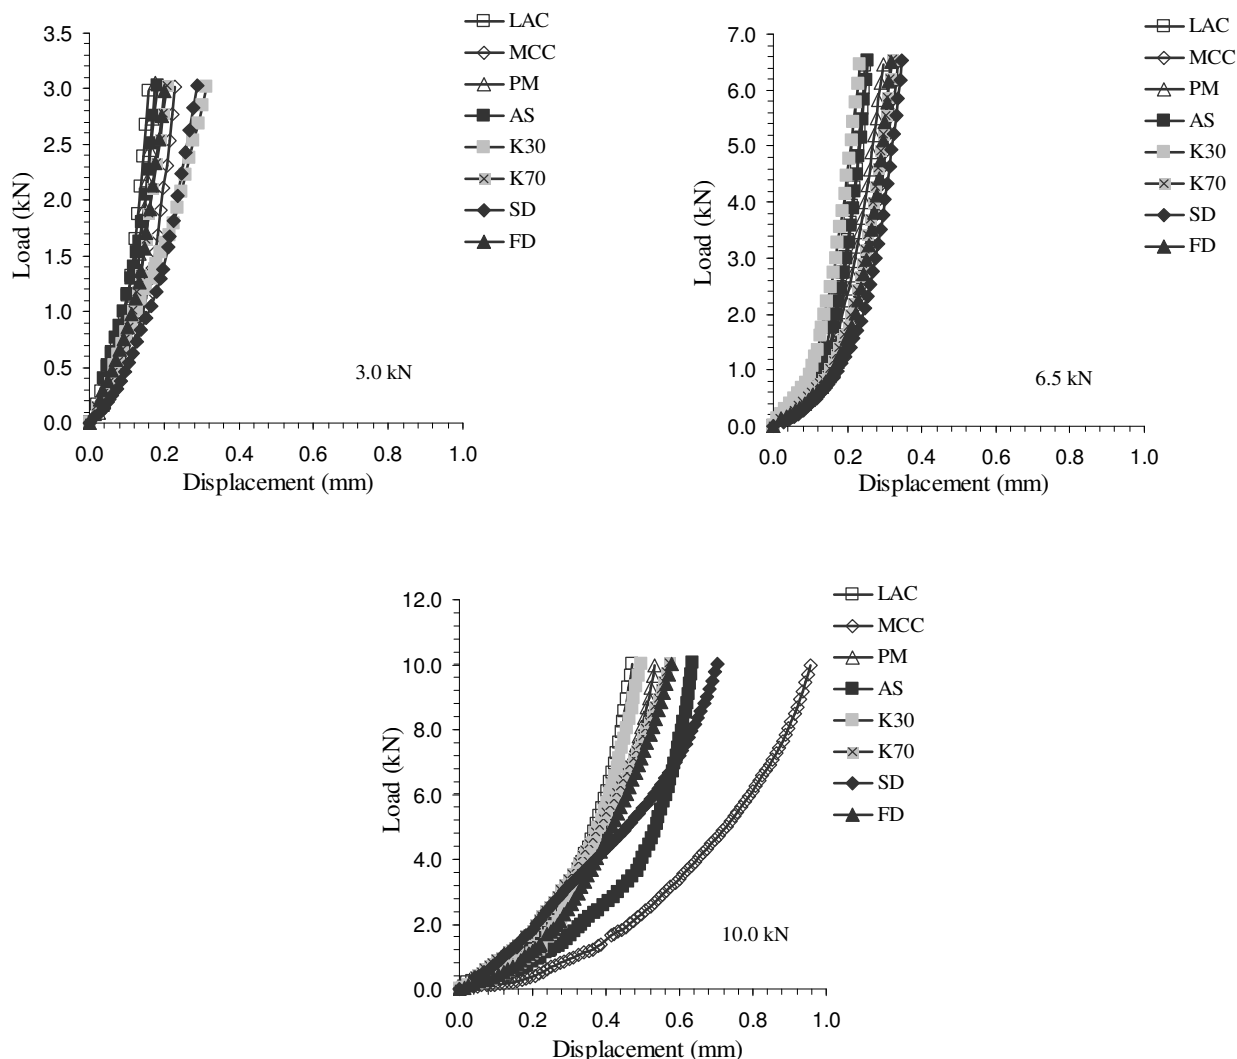 3.5
3.0
2.5
2.0
1.5
1.0
0.5
0.0
Load (kN)
0.0 0.2 0.4 0.6 0.8 1.0
Displacement (mm)
3.0 kN
LAC
MCC
PM
AS
K30
K70
SD
FD
7.0
6.0
5.0
4.0
3.0
2.0
1.0
0.0
Load (kN)
0.0 0.2 0.4 0.6 0.8 1.0
Displacement (mm)
6.5 kN
LAC
MCC
PM
AS
K30
K70
SD
FD
12.0
10.0
8.0
6.0
4.0
2.0
0.0
Load (kN)
0.0 0.2 0.4 0.6 0.8 1.0
Displacement (mm)
10.0 kN
LAC
MCC
PM
AS
K30
K70
SD
FD